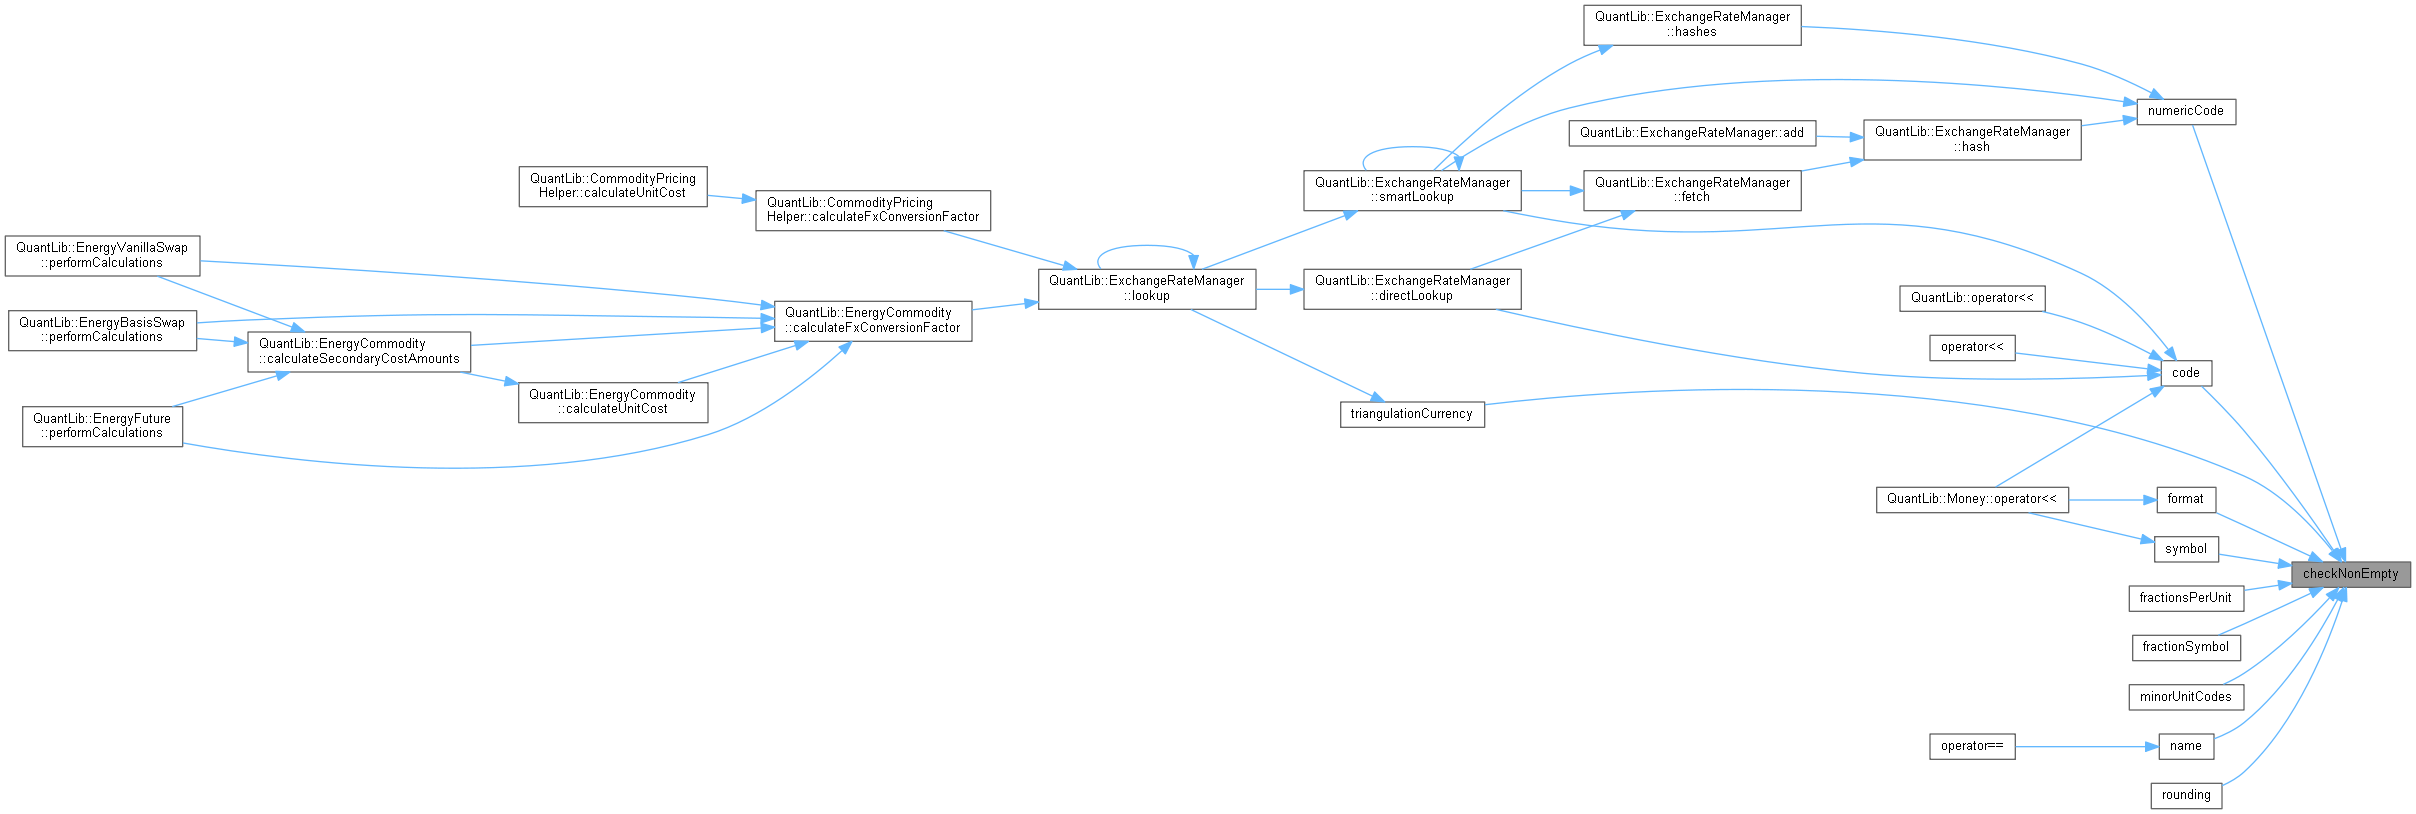 QuantLib::ExchangeRateManager
::hashes
numericCode
QuantLib::ExchangeRateManager::add
QuantLib::ExchangeRateManager
::hash
QuantLib::CommodityPricing
Helper::calculateUnitCost
QuantLib::CommodityPricing
Helper::calculateFxConversionFactor
QuantLib::ExchangeRateManager
::smartLookup
QuantLib::ExchangeRateManager
::fetch
QuantLib::EnergyVanillaSwap
::performCalculations
QuantLib::ExchangeRateManager
::lookup
QuantLib::ExchangeRateManager
::directLookup
QuantLib::operator<<
QuantLib::EnergyBasisSwap
::performCalculations
QuantLib::EnergyCommodity
::calculateFxConversionFactor
QuantLib::EnergyCommodity
::calculateSecondaryCostAmounts
operator<<
code
QuantLib::EnergyCommodity
::calculateUnitCost
triangulationCurrency
QuantLib::EnergyFuture
::performCalculations
QuantLib::Money::operator<<
format
symbol
checkNonEmpty
fractionsPerUnit
fractionSymbol
minorUnitCodes
operator==
name
rounding